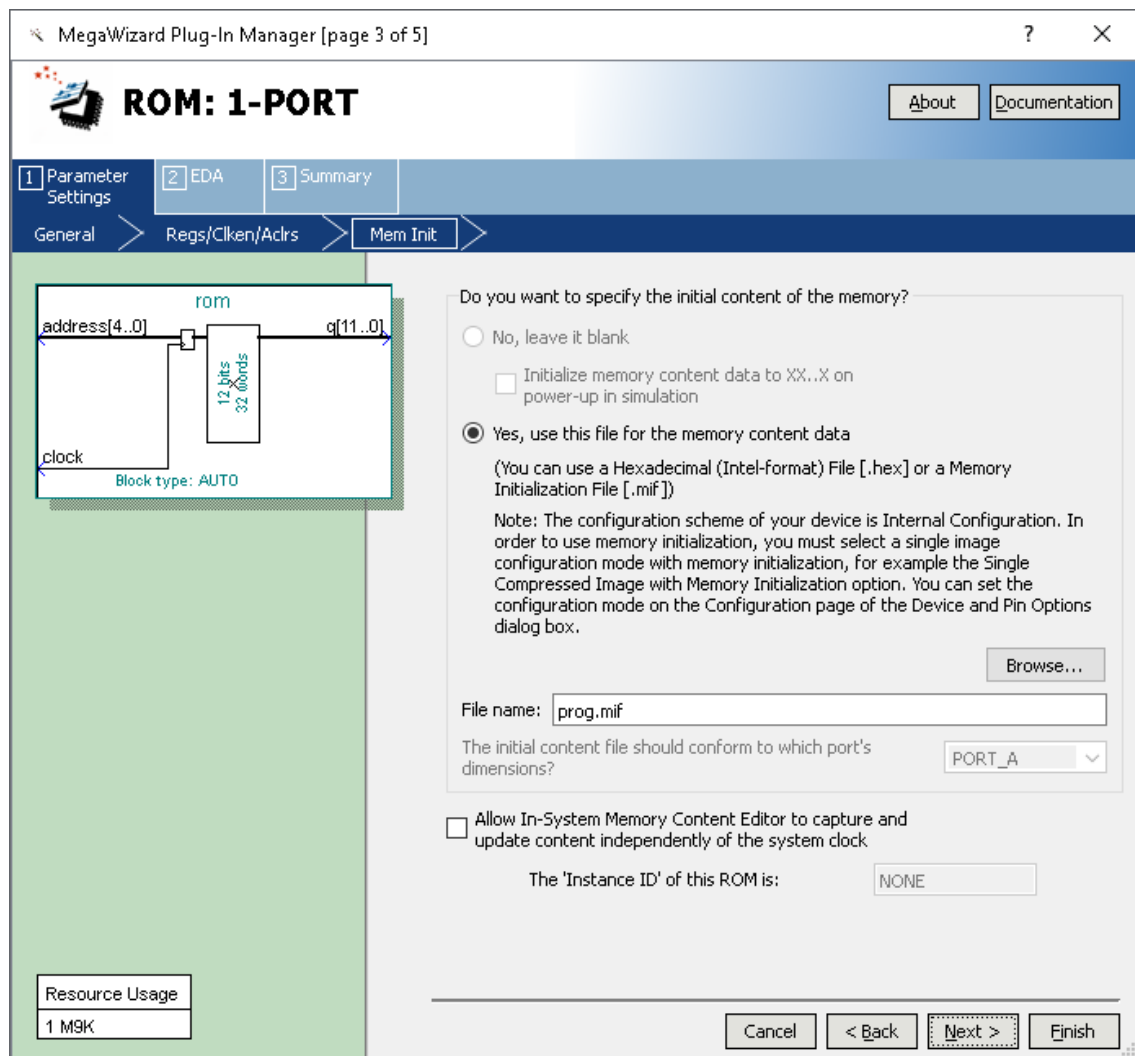 MegaWizard Plug-In Manager [page 3 of 5]
?
ROM: 1-PORT
About
Documentation
1 Parameter
Settings
2 EDA
3 Summary
General
Regs/Clken/Aclrs
Mem Init
rom
address[4..0]
q[11..0]
12 bits
32 words
clock
Block type: AUTO
Do you want to specify the initial content of the memory?
No, leave it blank
Initialize memory content data to XX..X on
power-up in simulation
Yes, use this file for the memory content data
(You can use a Hexadecimal (Intel-format) File [.hex] or a Memory
Initialization File [.mif])
Note: The configuration scheme of your device is Internal Configuration. In
order to use memory initialization, you must select a single image
configuration mode with memory initialization, for example the Single
Compressed Image with Memory Initialization option. You can set the
configuration mode on the Configuration page of the Device and Pin Options
dialog box.
Browse...
File name: prog.mif
The initial content file should conform to which port's
dimensions?
PORT_A
Allow In-System Memory Content Editor to capture and
update content independently of the system clock
The 'Instance ID' of this ROM is: NONE
Resource Usage
1 M9K
Cancel
< Back
Next >
Finish